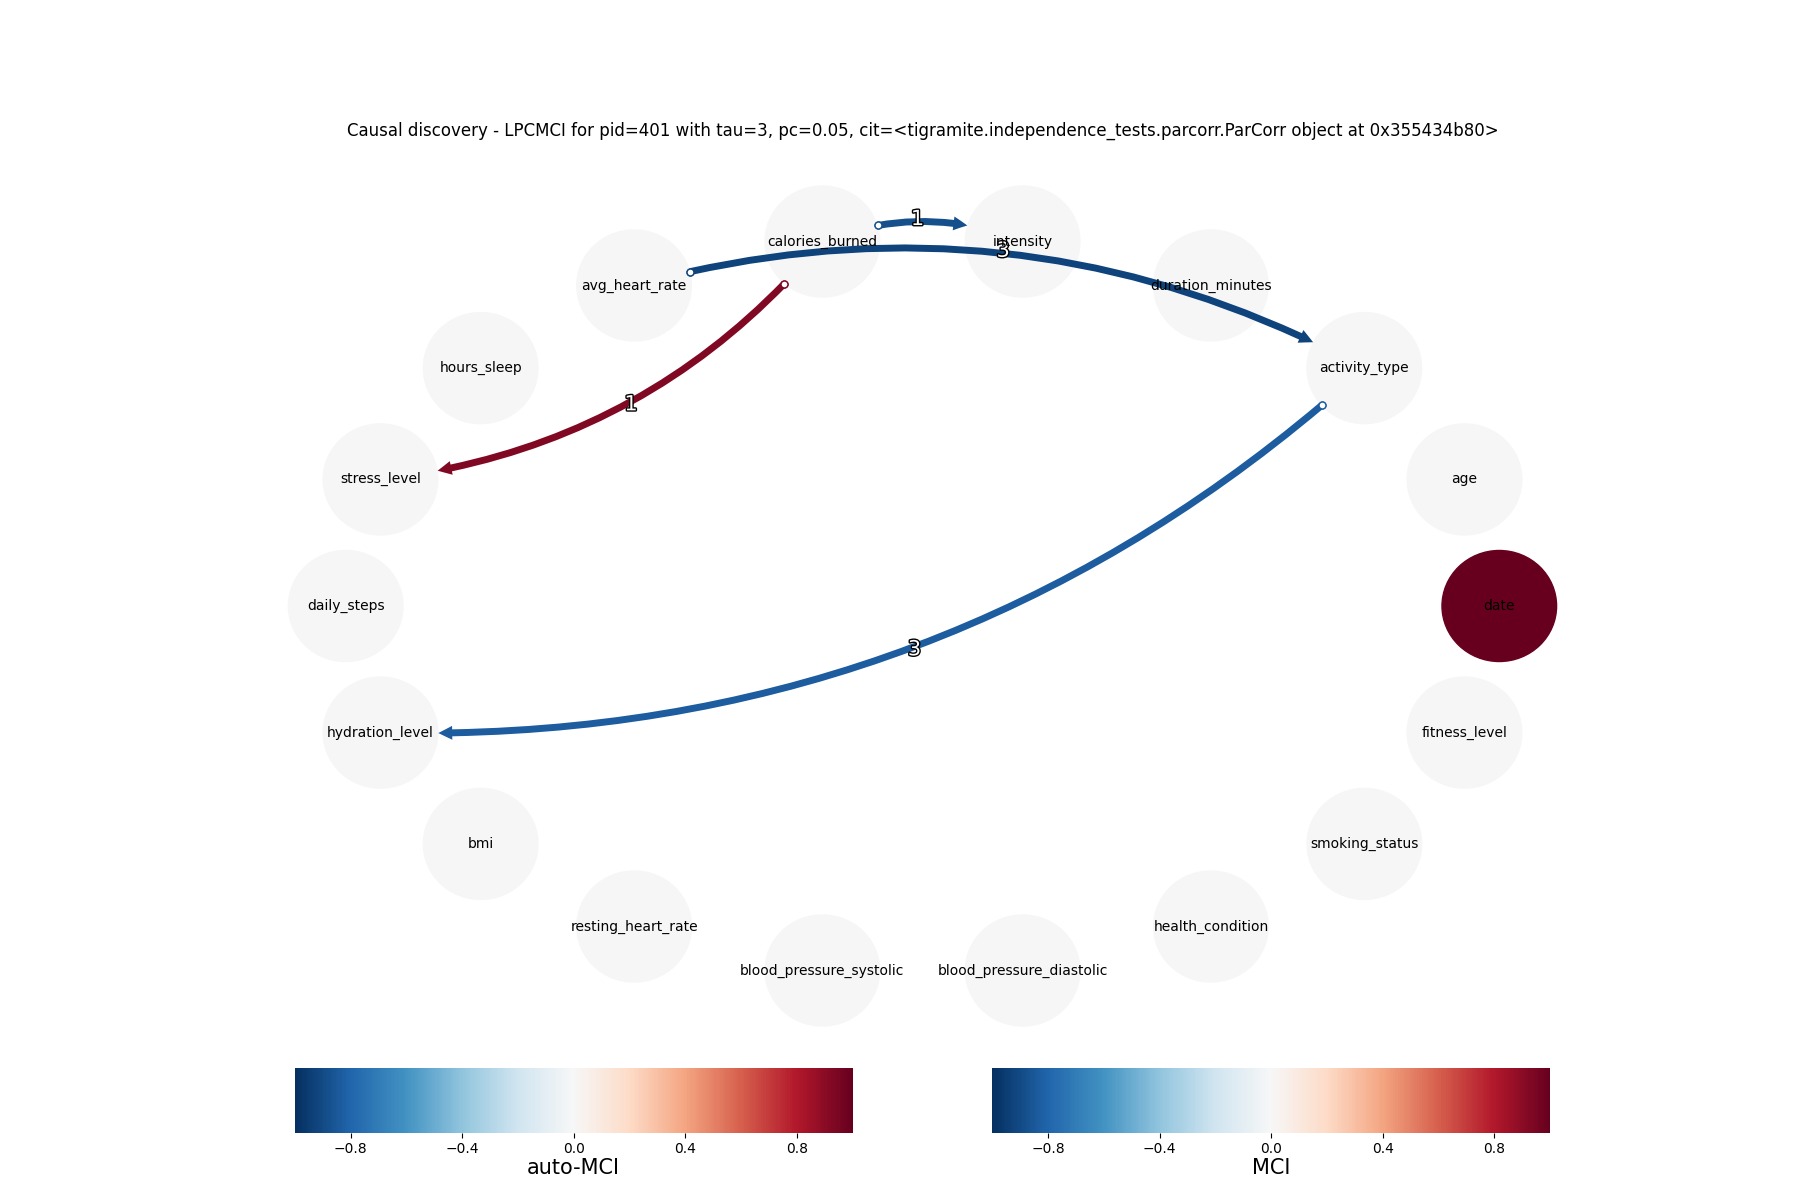 Causal discovery - LPCMCI for pid=401 with tau=3, pc=0.05, cit=<tigramite.independence_tests.parcorr.ParCorr object at 0x355434b80>
1
calories_burned
intensity
3
avg_heart_rate
duration_minutes
hours_sleep
activity_type
1
stress_level
age
daily_steps
date
3
hydration_level
fitness_level
bmi
smoking_status
resting_heart_rate
health_condition
blood_pressure_systolic
blood_pressure_diastolic
−0.8 −0.4 0.0 0.4 0.8
auto-MCI
−0.8 −0.4 0.0 0.4 0.8
MCI